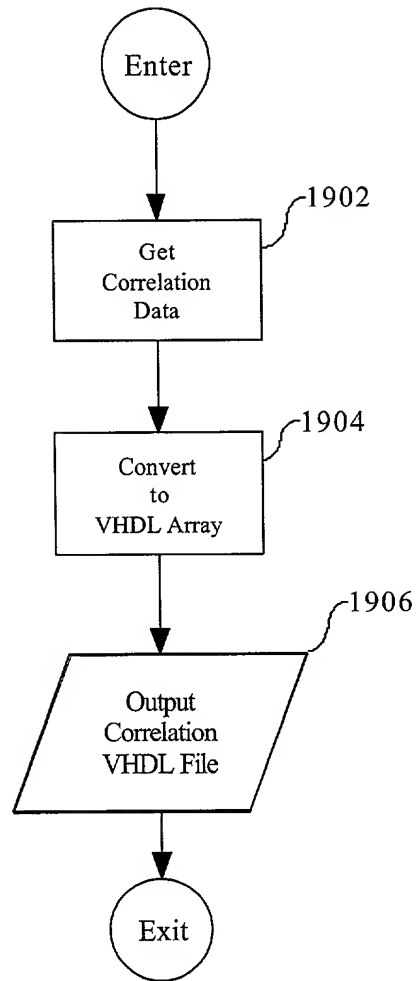 Enter
1902
Get
Correlation
Data
1904
Convert
to
VHDL Array
1906
Output
Correlation
VHDL File
Exit